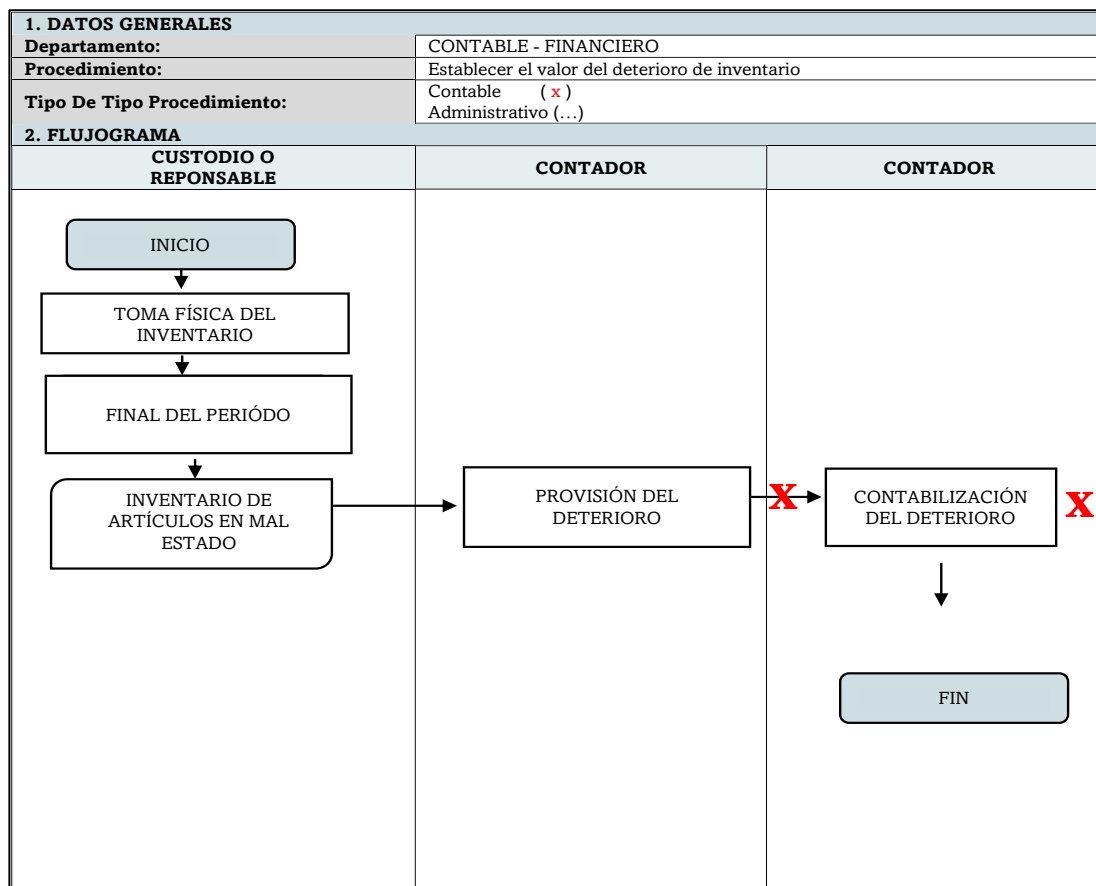 1. DATOS GENERALES
Departamento:
CONTABLE - FINANCIERO
Procedimiento:
Establecer el valor del deterioro de inventario
Tipo De Tipo Procedimiento:
Contable ( x )
Administrativo (…)
2. FLUJOGRAMA
CUSTODIO O
REPONSABLE
CONTADOR
CONTADOR
INICIO
TOMA FÍSICA DEL
INVENTARIO
FINAL DEL PERIÓDO
INVENTARIO DE
ARTÍCULOS EN MAL
ESTADO
PROVISIÓN DEL
DETERIORO
X
CONTABILIZACIÓN
DEL DETERIORO
X
FIN